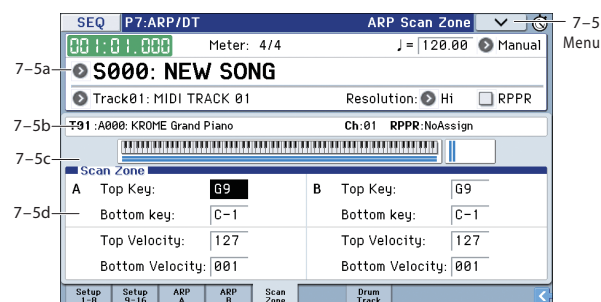 SEQ P7:ARP/DT ARP Scan Zone 7–5
001:01.000 Meter: 4/4 ♩= 120.00 Manual Menu
7–5a S000: NEW SONG
Track01: MIDI TRACK 01 Resolution: Hi RPPR
7–5b T01 :A000: KROME Grand Piano Ch:01 RPPR:NoAssign
7–5c
Scan Zone
A Top Key: G9 B Top Key: G9
7–5d Bottom key: C-1 Bottom key: C-1
Top Velocity: 127 Top Velocity: 127
Bottom Velocity: 001 Bottom Velocity: 001
Setup 1-8 Setup 9-16 ARP A ARP B Scan Zone Drum Track